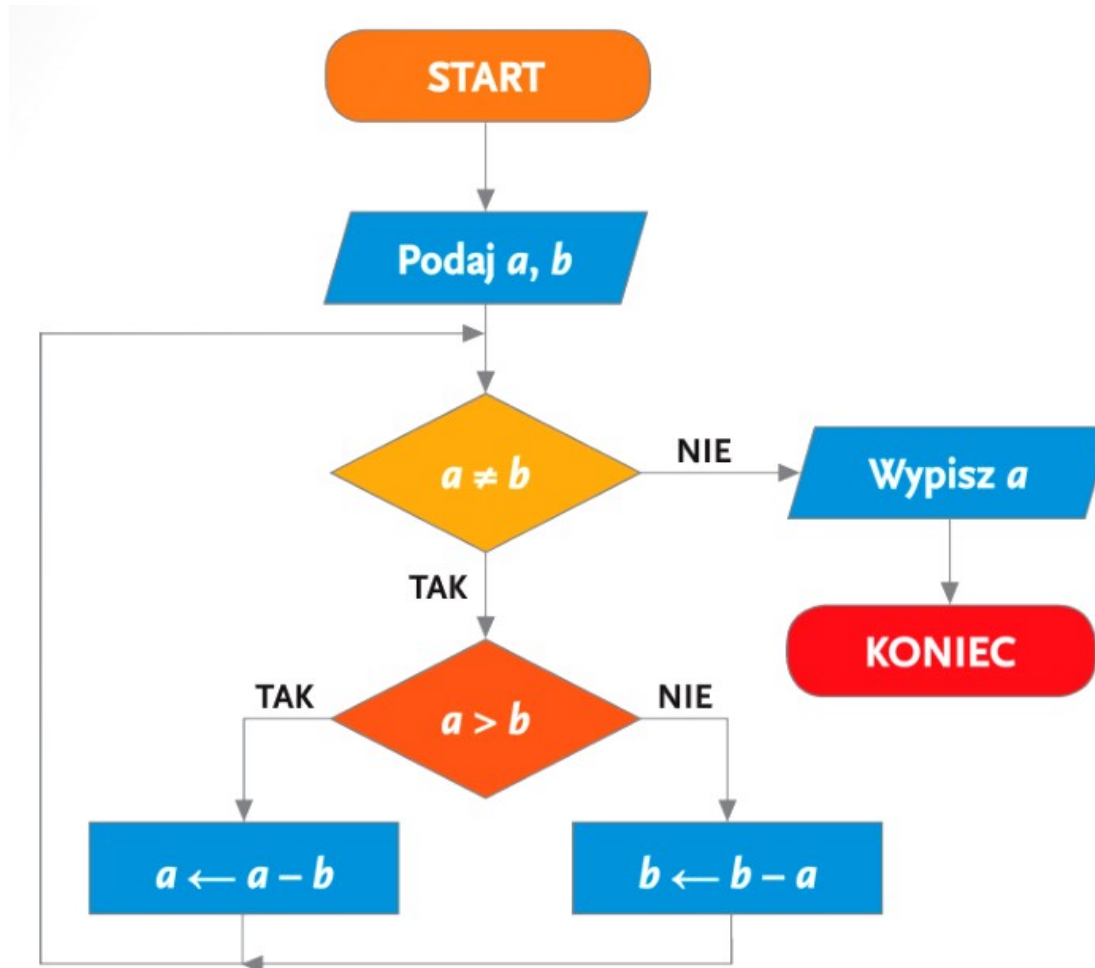 START
Podaj a, b
a ≠ b
NIE
Wypisz a
TAK
KONIEC
a > b
TAK
NIE
a ← a – b
b ← b – a